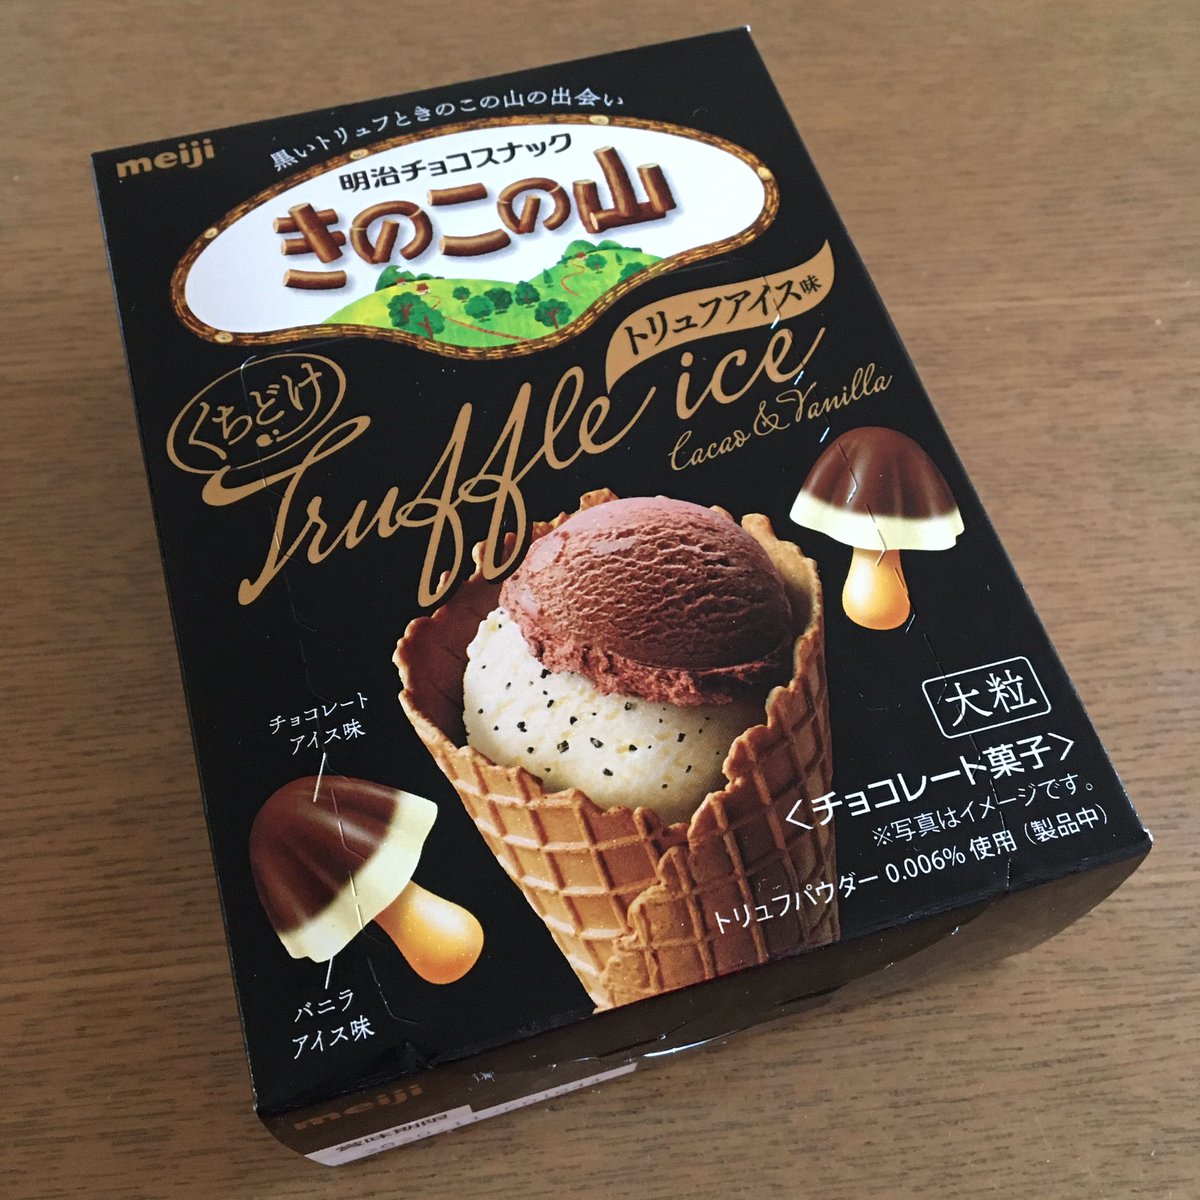 meiji
黒いトリュフときのこの山の出会い
明治チョコスナック
きのこの山
トリュフアイス味
くちどけ
Truffle ice
Cacao & Vanilla
チョコレート
アイス味
バニラ
アイス味
大粒
<チョコレート菓子>
※写真はイメージです。
トリュフパウダー 0.006% 使用（製品中）
meiji
賞味期限